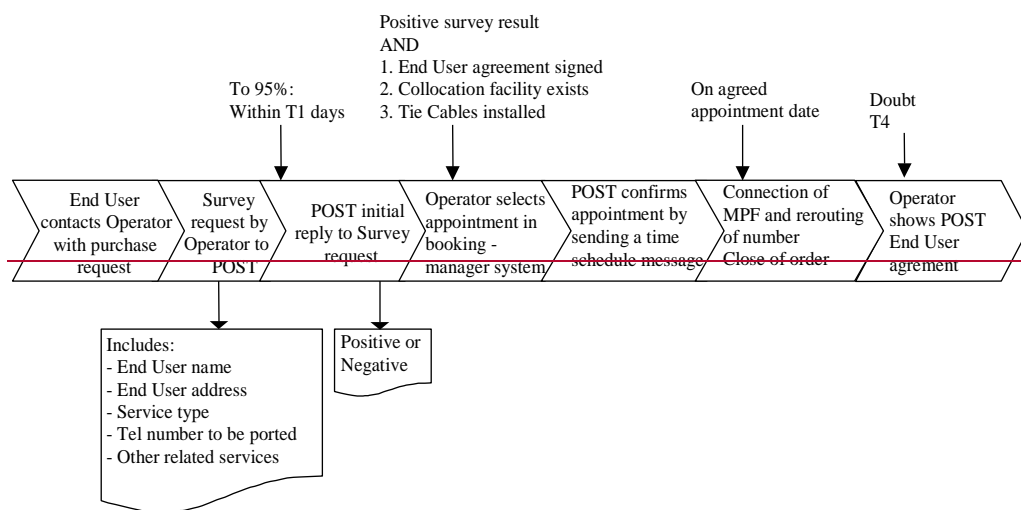 Positive survey result
AND
1. End User agreement signed
2. Collocation facility exists
3. Tie Cables installed
To 95%:
Within T1 days
On agreed
appointment date
Doubt
T4
End User
contacts Operator
with purchase
request
Survey
request by
Operator to
POST
POST initial
reply to Survey
request
Operator selects
appointment in
booking -
manager system
POST confirms
appointment by
sending a time
schedule message
Connection of
MPF and rerouting
of number
Close of order
Operator
shows POST
End User
agrement
Includes:
- End User name
- End User address
- Service type
- Tel number to be ported
- Other related services
Positive or
Negative